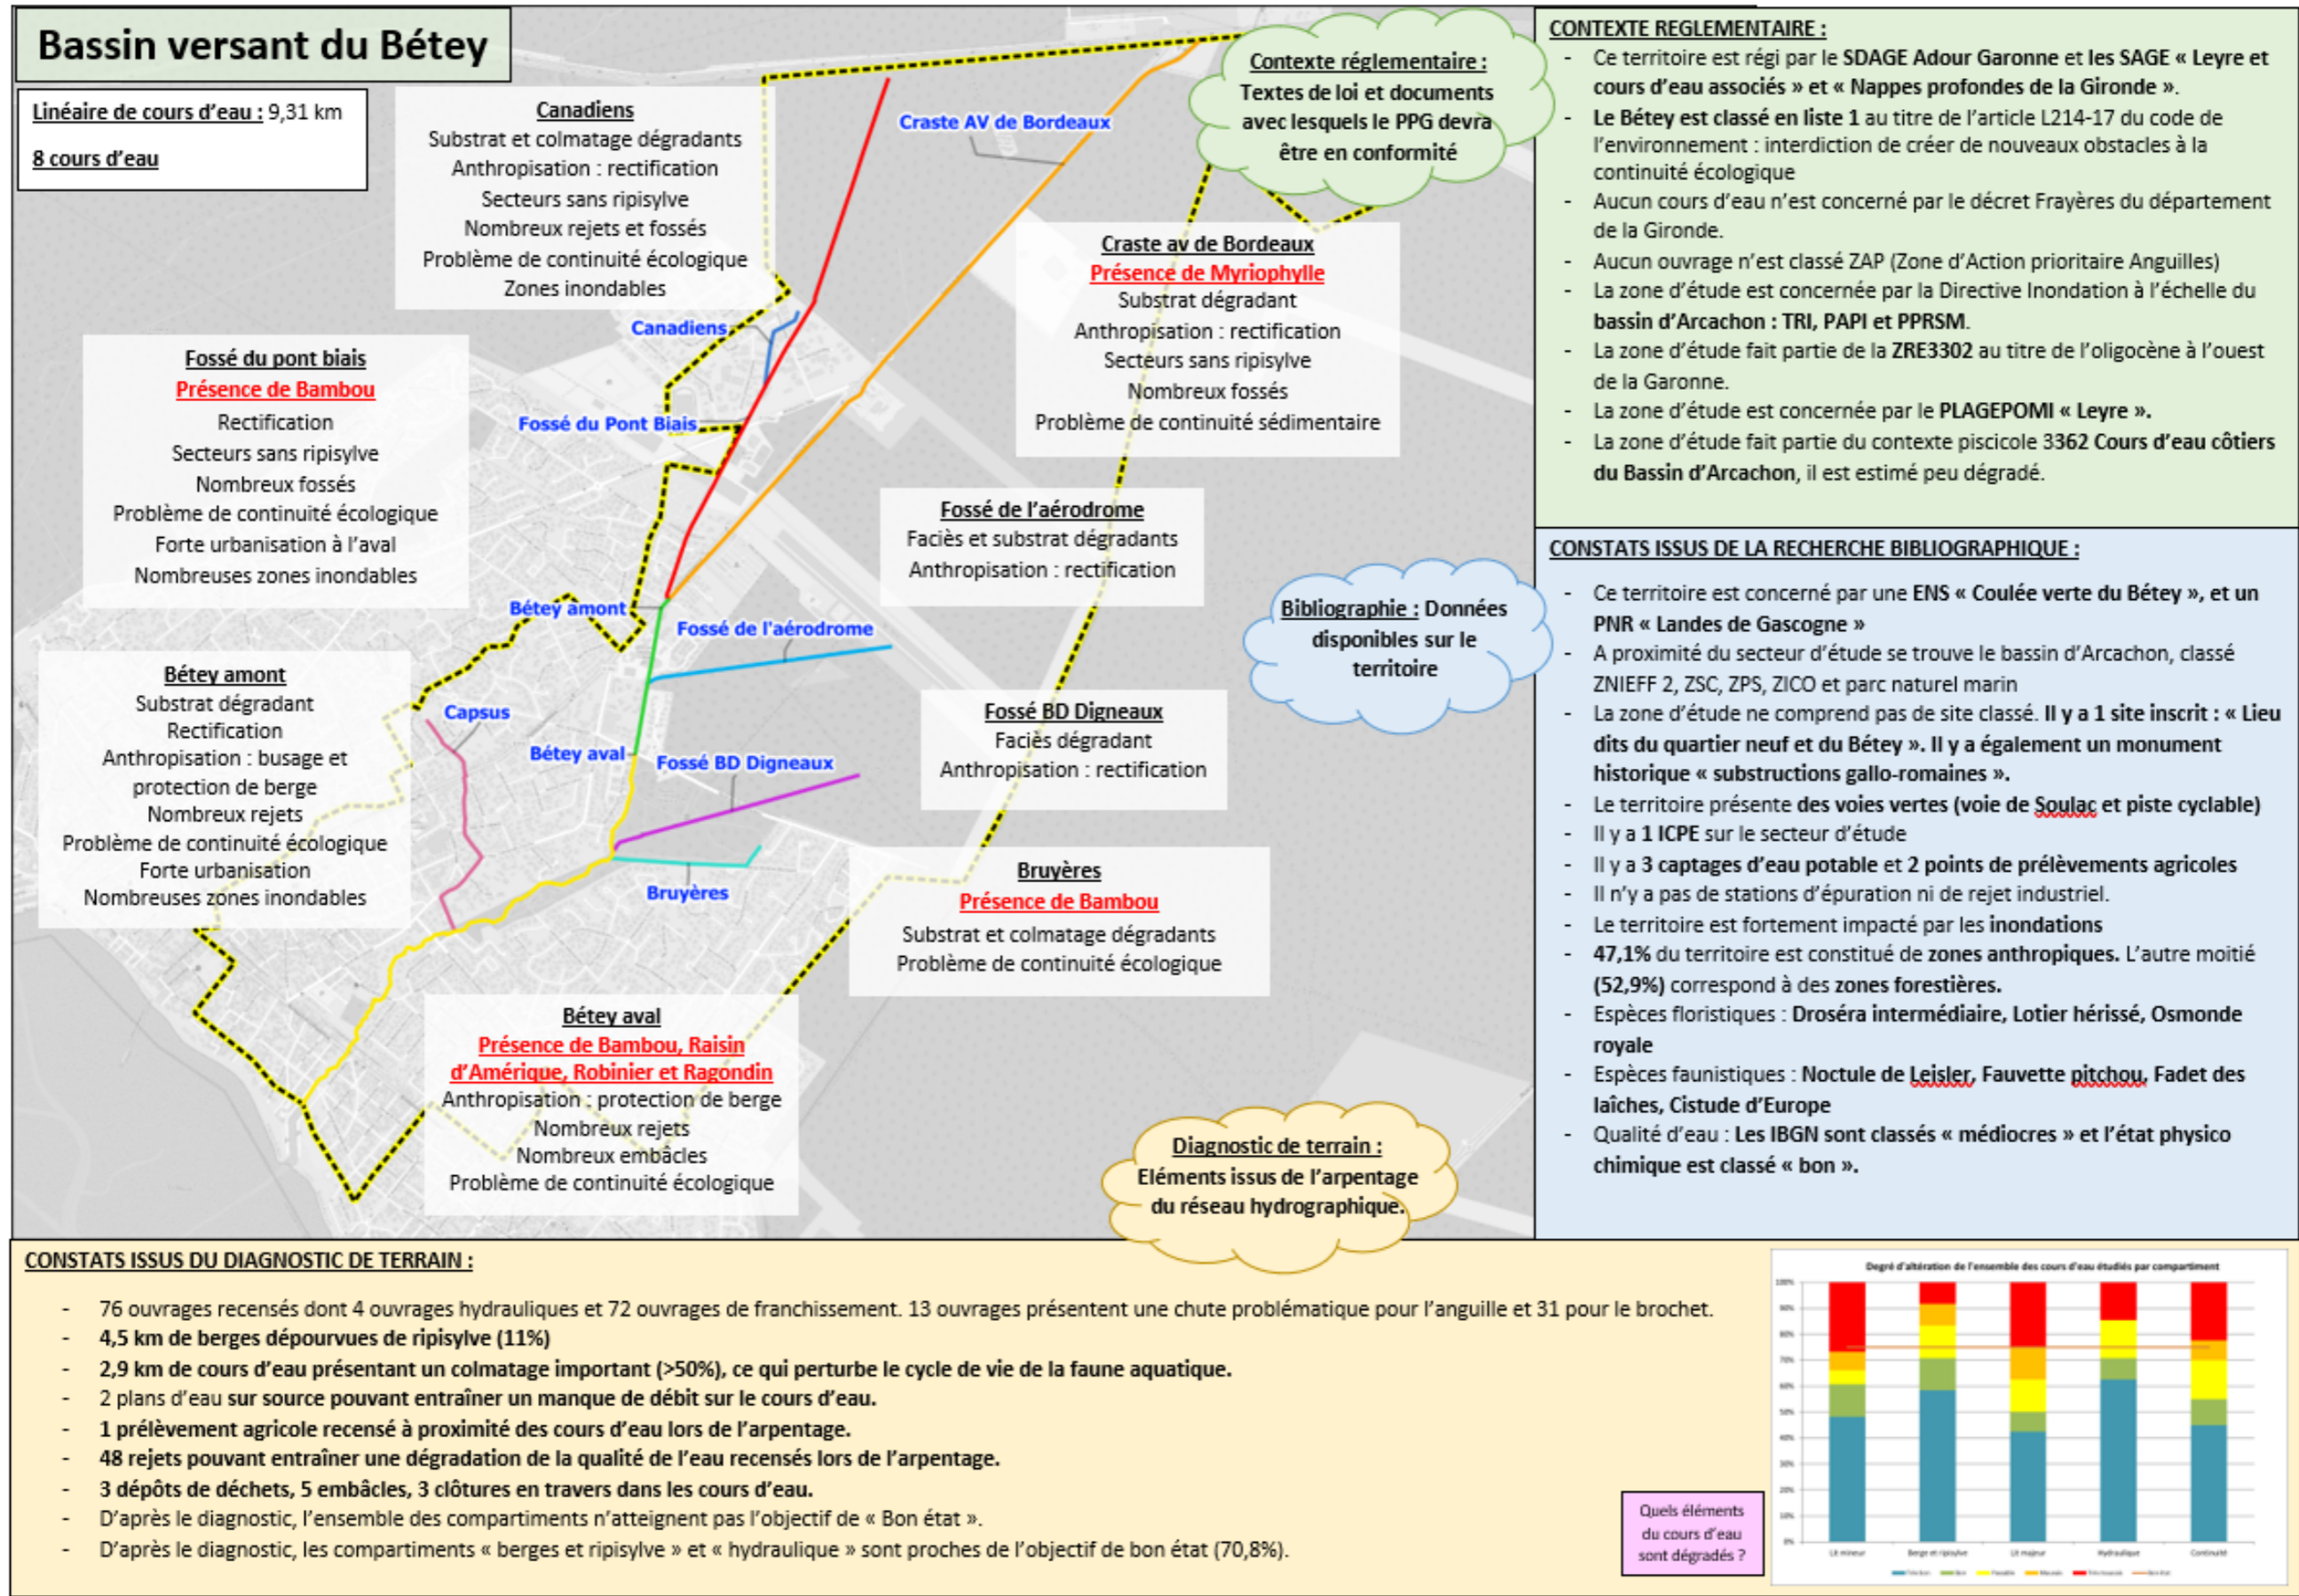 Bassin versant du Bétey
Linéaire de cours d'eau : 9,31 km
8 cours d'eau
Canadiens
Substrat et colmatage dégradants
Anthropisation : rectification
Secteurs sans ripisylve
Nombreux rejets et fossés
Problème de continuité écologique
Zones inondables
Craste AV de Bordeaux
Contexte réglementaire :
Textes de loi et documents
avec lesquels le PPG devra
être en conformité
Craste av de Bordeaux
Présence de Myriophylle
Substrat dégradant
Anthropisation : rectification
Secteurs sans ripisylve
Nombreux fossés
Problème de continuité sédimentaire
Canadiens
Fossé du Pont Biais
Fossé du pont biais
Présence de Bambou
Rectification
Secteurs sans ripisylve
Nombreux fossés
Problème de continuité écologique
Forte urbanisation à l'aval
Nombreuses zones inondables
Fossé de l'aérodrome
Faciès et substrat dégradants
Anthropisation : rectification
Bétey amont
Fossé de l'aérodrome
Bibliographie : Données
disponibles sur le
territoire
Bétey amont
Substrat dégradant
Rectification
Anthropisation : busage et
protection de berge
Nombreux rejets
Problème de continuité écologique
Forte urbanisation
Nombreuses zones inondables
Capsus
Bétey aval
Fossé BD Digneaux
Fossé BD Digneaux
Faciès dégradant
Anthropisation : rectification
Bruyères
Bruyères
Présence de Bambou
Substrat et colmatage dégradants
Problème de continuité écologique
Bétey aval
Présence de Bambou, Raisin
d'Amérique, Robinier et Ragondin
Anthropisation : protection de berge
Nombreux rejets
Nombreux embâcles
Problème de continuité écologique
Diagnostic de terrain :
Eléments issus de l'arpentage
du réseau hydrographique.
CONTEXTE REGLEMENTAIRE :
- Ce territoire est régi par le SDAGE Adour Garonne et les SAGE « Leyre et
cours d'eau associés » et « Nappes profondes de la Gironde ».
- Le Bétey est classé en liste 1 au titre de l'article L214-17 du code de
l'environnement : interdiction de créer de nouveaux obstacles à la
continuité écologique
- Aucun cours d'eau n'est concerné par le décret Frayères du département
de la Gironde.
- Aucun ouvrage n'est classé ZAP (Zone d'Action prioritaire Anguilles)
- La zone d'étude est concernée par la Directive Inondation à l'échelle du
bassin d'Arcachon : TRI, PAPI et PPRSM.
- La zone d'étude fait partie de la ZRE3302 au titre de l'oligocène à l'ouest
de la Garonne.
- La zone d'étude est concernée par le PLAGEPOMI « Leyre ».
- La zone d'étude fait partie du contexte piscicole 3362 Cours d'eau côtiers
du Bassin d'Arcachon, il est estimé peu dégradé.
CONSTATS ISSUS DE LA RECHERCHE BIBLIOGRAPHIQUE :
- Ce territoire est concerné par une ENS « Coulée verte du Bétey », et un
PNR « Landes de Gascogne »
- A proximité du secteur d'étude se trouve le bassin d'Arcachon, classé
ZNIEFF 2, ZSC, ZPS, ZICO et parc naturel marin
- La zone d'étude ne comprend pas de site classé. Il y a 1 site inscrit : « Lieu
dits du quartier neuf et du Bétey ». Il y a également un monument
historique « substructions gallo-romaines ».
- Le territoire présente des voies vertes (voie de Soulac et piste cyclable)
- Il y a 1 ICPE sur le secteur d'étude
- Il y a 3 captages d'eau potable et 2 points de prélèvements agricoles
- Il n'y a pas de stations d'épuration ni de rejet industriel.
- Le territoire est fortement impacté par les inondations
- 47,1% du territoire est constitué de zones anthropiques. L'autre moitié
(52,9%) correspond à des zones forestières.
- Espèces floristiques : Droséra intermédiaire, Lotier hérissé, Osmonde
royale
- Espèces faunistiques : Noctule de Leisler, Fauvette pitchou, Fadet des
laîches, Cistude d'Europe
- Qualité d'eau : Les IBGN sont classés « médiocres » et l'état physico
chimique est classé « bon ».
CONSTATS ISSUS DU DIAGNOSTIC DE TERRAIN :
- 76 ouvrages recensés dont 4 ouvrages hydrauliques et 72 ouvrages de franchissement. 13 ouvrages présentent une chute problématique pour l'anguille et 31 pour le brochet.
- 4,5 km de berges dépourvues de ripisylve (11%)
- 2,9 km de cours d'eau présentant un colmatage important (>50%), ce qui perturbe le cycle de vie de la faune aquatique.
- 2 plans d'eau sur source pouvant entraîner un manque de débit sur le cours d'eau.
- 1 prélèvement agricole recensé à proximité des cours d'eau lors de l'arpentage.
- 48 rejets pouvant entraîner une dégradation de la qualité de l'eau recensés lors de l'arpentage.
- 3 dépôts de déchets, 5 embâcles, 3 clôtures en travers dans les cours d'eau.
- D'après le diagnostic, l'ensemble des compartiments n'atteignent pas l'objectif de « Bon état ».
- D'après le diagnostic, les compartiments « berges et ripisylve » et « hydraulique » sont proches de l'objectif de bon état (70,8%).
Quels éléments
du cours d'eau
sont dégradés ?
Degré d'altération de l'ensemble des cours d'eau étudiés par compartiment
100%
90%
80%
70%
60%
50%
40%
30%
20%
10%
0%
Lit mineur Berge et ripisylve Lit majeur Hydraulique Continuité
Très bon Bon Passable Mauvais Très mauvais Bon état